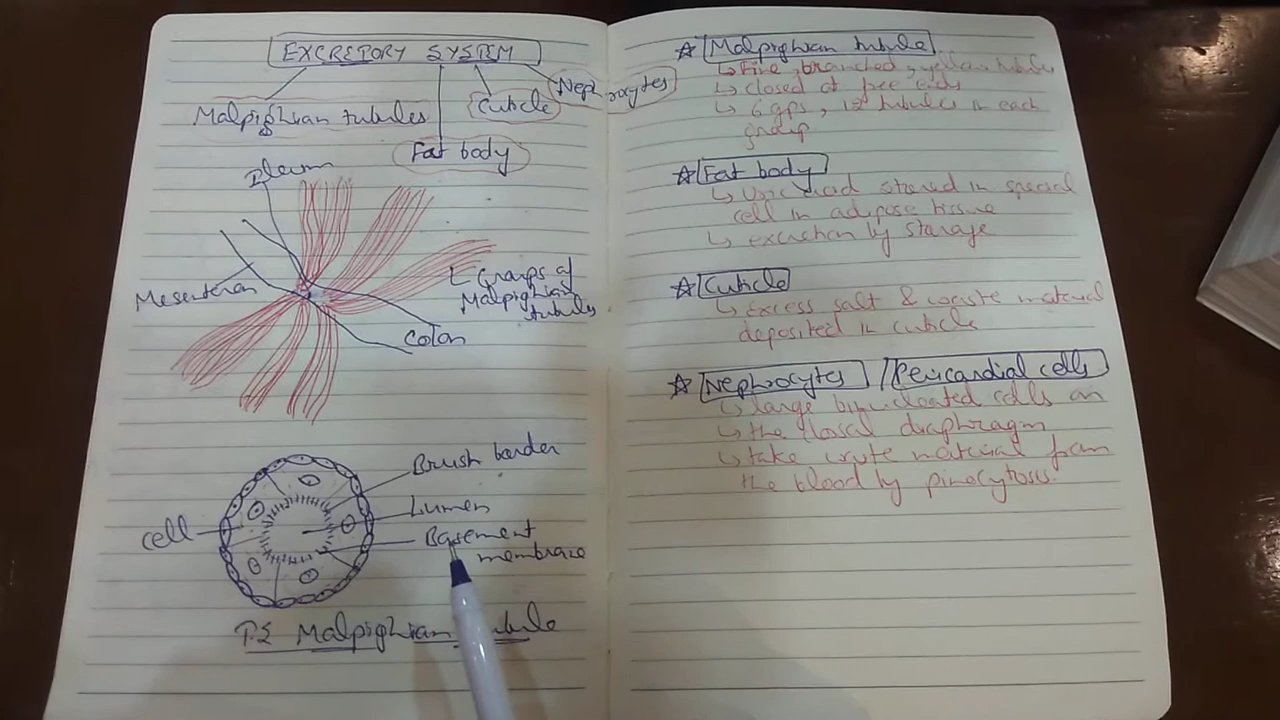 EXCRETORY SYSTEM
Nephrocytes
Cuticle
Malpighian tubules
Fat body
Ileum
Mesenteron
Groups of
Malpighian
tubules
Colon
Brush border
Lumen
cell
Basement
membrane
T.S Malpighian tubule
☆ Malpighian tubule
↳ Fine, branched, yellow tubule
↳ closed at free ends
↳ 6 gps, tubules in each
group
☆ Fat body
↳ Uric acid stored in special
cell in adipose tissue
↳ excretion by storage
☆ Cuticle
↳ Excess salt & waste material
deposited in cuticle
☆ Nephrocytes / Pericardial cells
↳ large binucleated cells on
↳ the dorsal diaphragm
↳ take material from
the blood by pinocytosis.